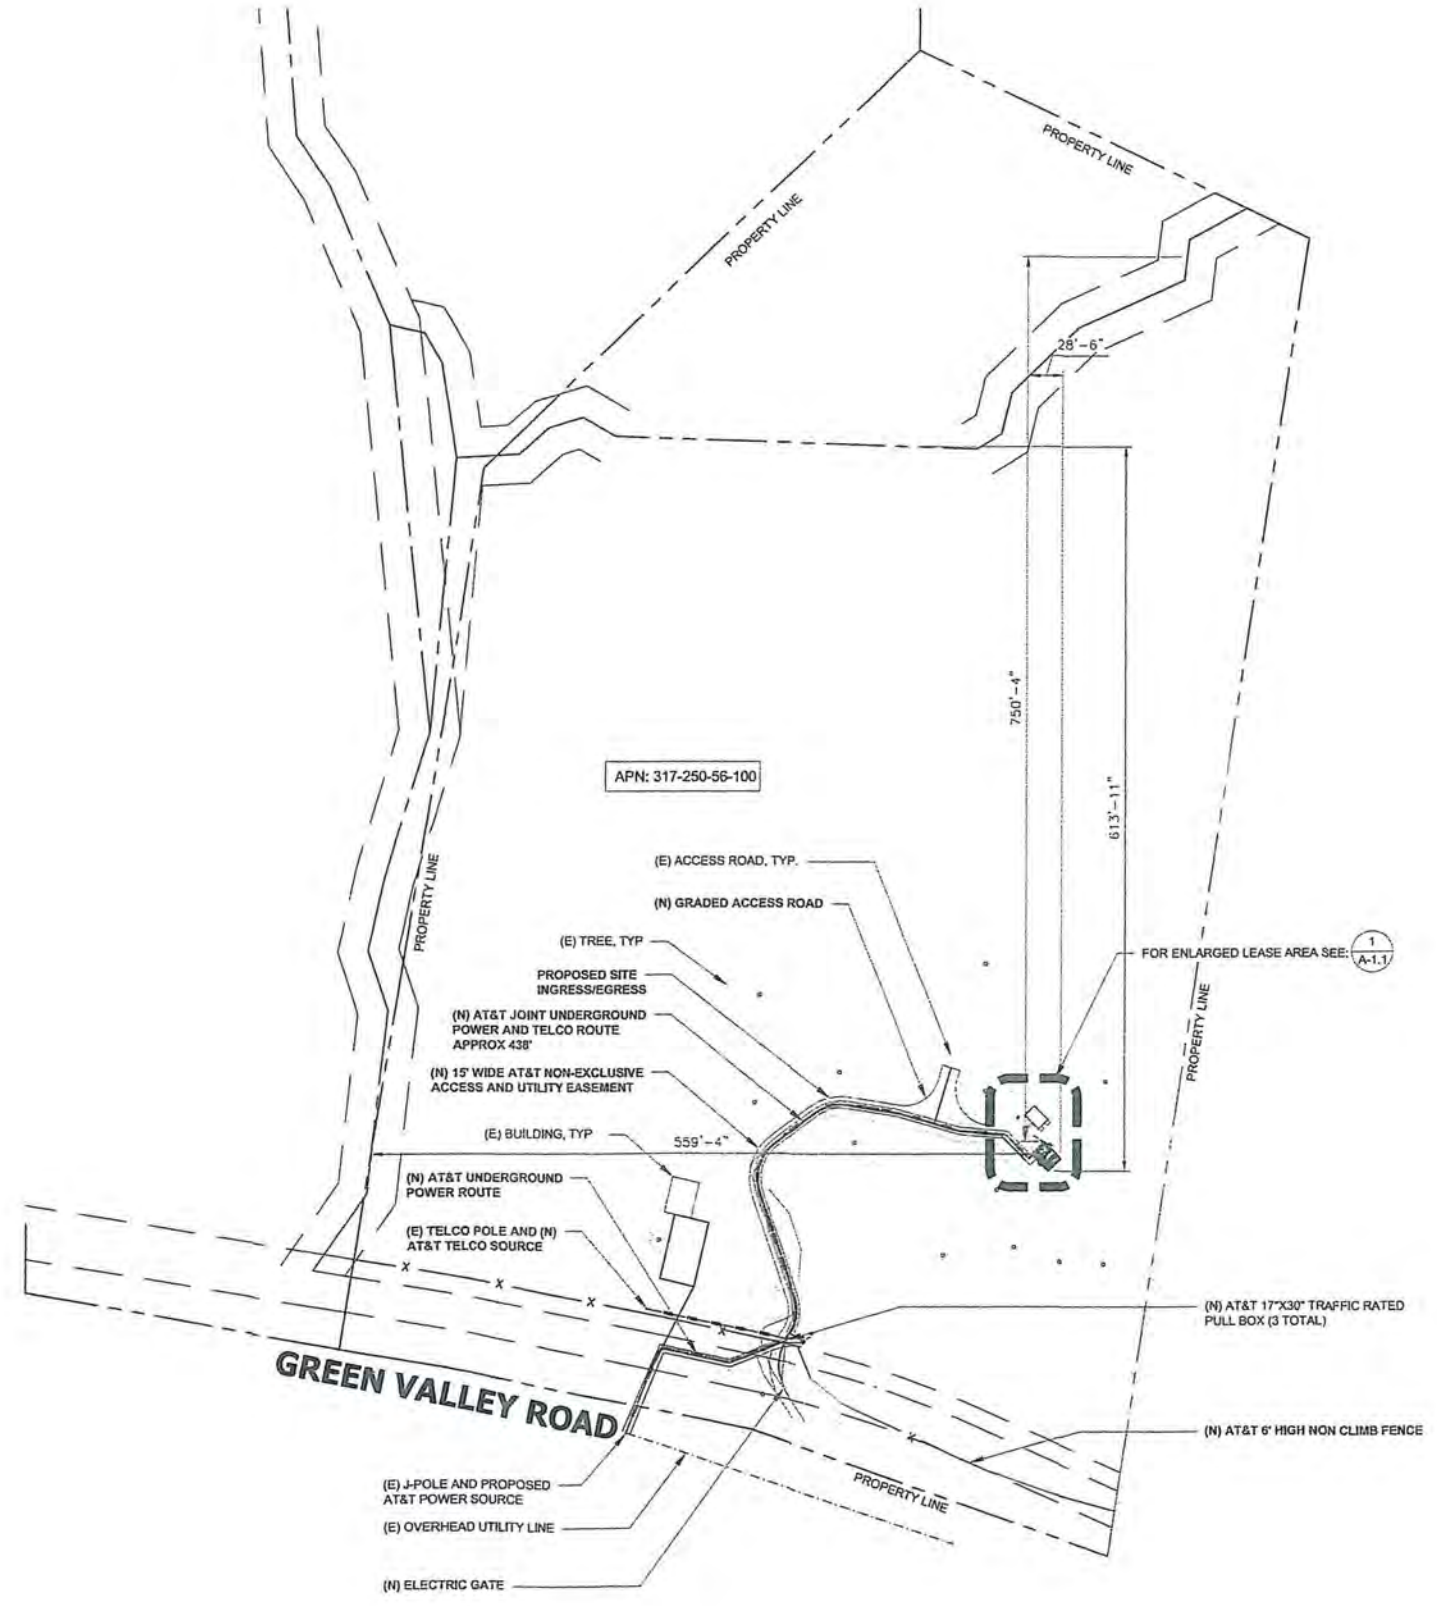 PROPERTY LINE
PROPERTY LINE
28'-6"
750'-4"
613'-11"
APN: 317-250-56-100
(E) ACCESS ROAD, TYP.
(N) GRADED ACCESS ROAD
(E) TREE, TYP
PROPOSED SITE
INGRESS/EGRESS
(N) AT&T JOINT UNDERGROUND
POWER AND TELCO ROUTE
APPROX 438'
(N) 15' WIDE AT&T NON-EXCLUSIVE
ACCESS AND UTILITY EASEMENT
(E) BUILDING, TYP
559'-4"
(N) AT&T UNDERGROUND
POWER ROUTE
(E) TELCO POLE AND (N)
AT&T TELCO SOURCE
PROPERTY LINE
FOR ENLARGED LEASE AREA SEE:
1
A-1.1
PROPERTY LINE
X
X
X
X
GREEN VALLEY ROAD
(N) AT&T 17"X30" TRAFFIC RATED
PULL BOX (3 TOTAL)
X
(N) AT&T 6' HIGH NON CLIMB FENCE
PROPERTY LINE
(E) J-POLE AND PROPOSED
AT&T POWER SOURCE
(E) OVERHEAD UTILITY LINE
(N) ELECTRIC GATE